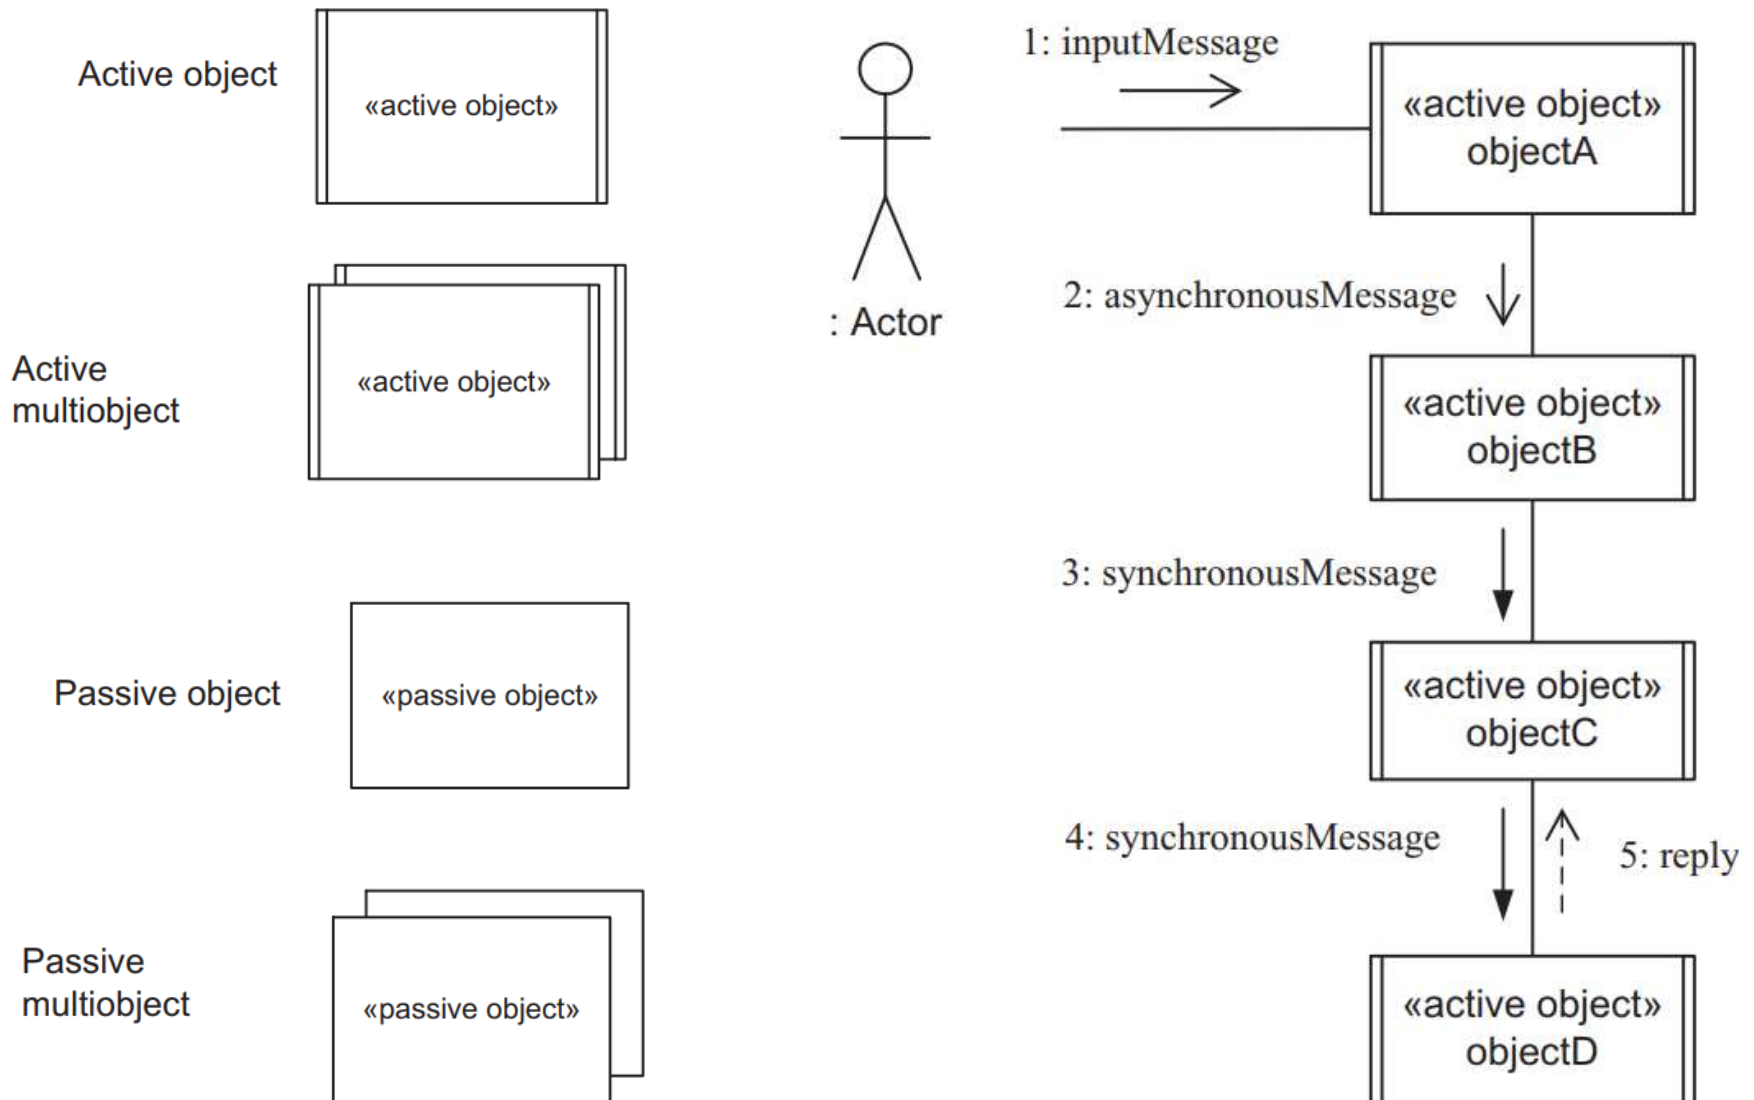 Active object
«active object»
Active
multiobject
«active object»
Passive object
«passive object»
Passive
multiobject
«passive object»
: Actor
1: inputMessage
«active object»
objectA
2: asynchronousMessage
«active object»
objectB
3: synchronousMessage
«active object»
objectC
4: synchronousMessage
5: reply
«active object»
objectD